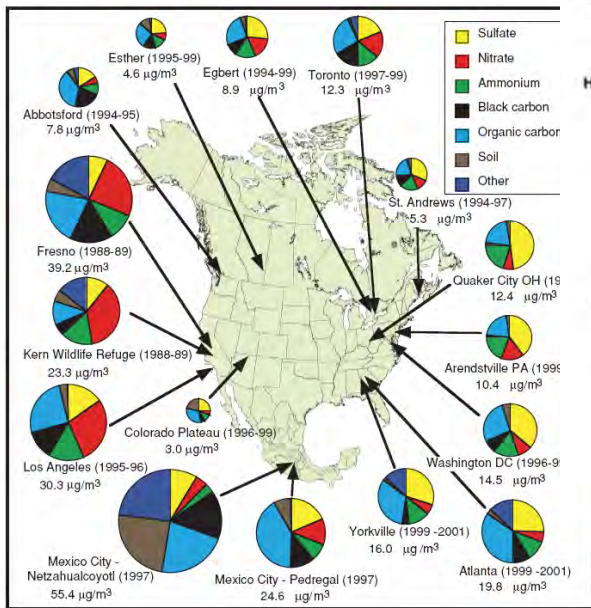 Esther (1995-99)
4.6 µg/m³
Egbert (1994-99)
8.9 µg/m³
Toronto (1997-99)
12.3 µg/m³
Sulfate
Nitrate
Ammonium
Black carbon
Organic carbon
Soil
Other
Abbotsford (1994-95)
7.8 µg/m³
St. Andrews (1994-97)
5.3 µg/m³
Fresno (1988-89)
39.2 µg/m³
Quaker City OH (19
12.4 µg/m³
Kern Wildlife Refuge (1988-89)
23.3 µg/m³
Arendstville PA (1999
10.4 µg/m³
Colorado Plateau (1996-99)
3.0 µg/m³
Los Angeles (1995-96)
30.3 µg/m³
Washington DC (1996-9
14.5 µg/m³
Mexico City -
Netzahualcoyotl (1997)
55.4 µg/m³
Mexico City - Pedregal (1997)
24.6 µg/m³
Yorkville (1999 -2001)
16.0 µg/m³
Atlanta (1999 -2001)
19.8 µg/m³